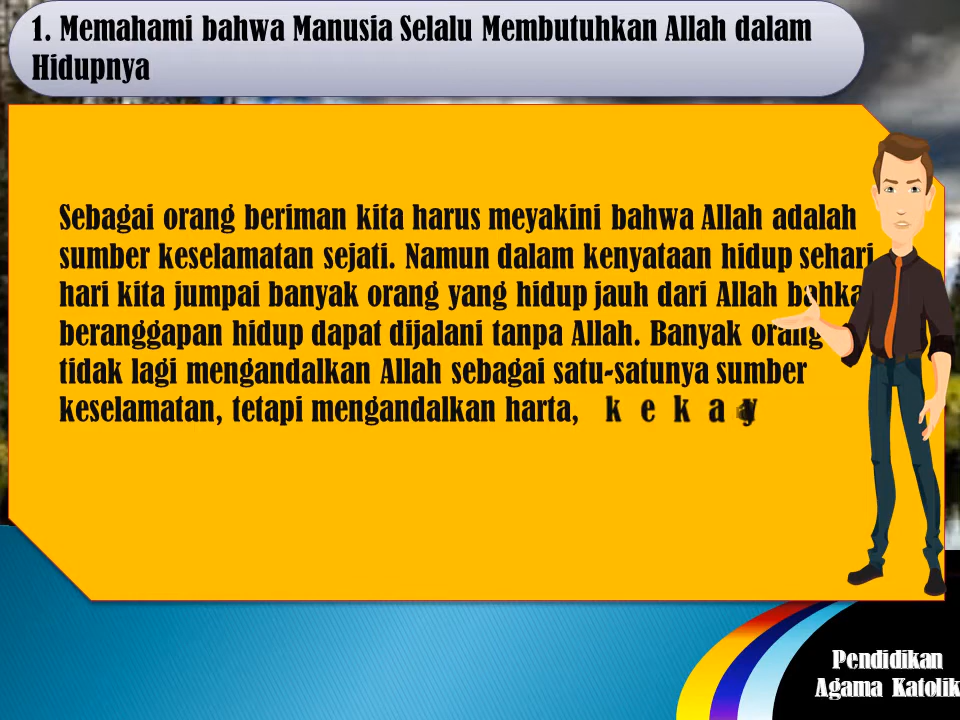 1. Memahami bahwa Manusia Selalu Membutuhkan Allah dalam
Hidupnya
Sebagai orang beriman kita harus meyakini bahwa Allah adalah
sumber keselamatan sejati. Namun dalam kenyataan hidup sehari
hari kita jumpai banyak orang yang hidup jauh dari Allah bahka
beranggapan hidup dapat dijalani tanpa Allah. Banyak orang
tidak lagi mengandalkan Allah sebagai satu-satunya sumber
keselamatan, tetapi mengandalkan harta,
Pendidikan
Agama Katolik